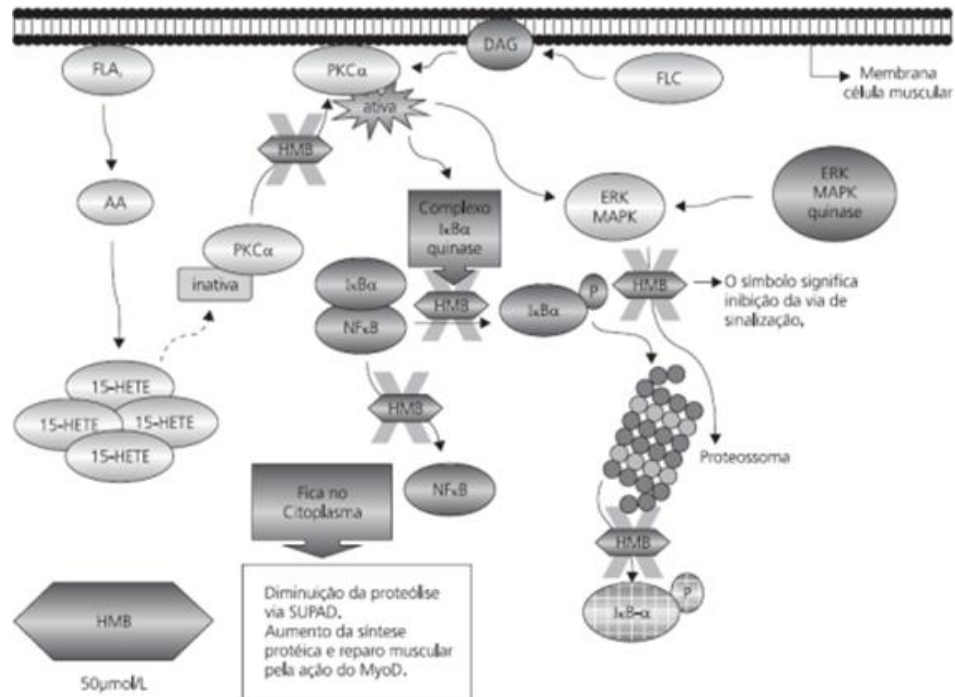 DAG
FLA₂
PKCα
ativa
FLC
Membrana
célula muscular
HMB
AA
ERK
MAPK
ERK
MAPK
quinase
Complexo
IκBα
quinase
PKCα
inativa
IκBα
NFκB
HMB
IκBα
P
HMB
O símbolo significa
inibição da via de
sinalização.
15-HETE
15-HETE
15-HETE
15-HETE
HMB
Proteossoma
Fica no
Citoplasma
NFκB
HMB
IκB-α
P
HMB
50µmol/L
Diminuição da proteólise
via SUPAD.
Aumento da síntese
protéica e reparo muscular
pela ação do MyoD.